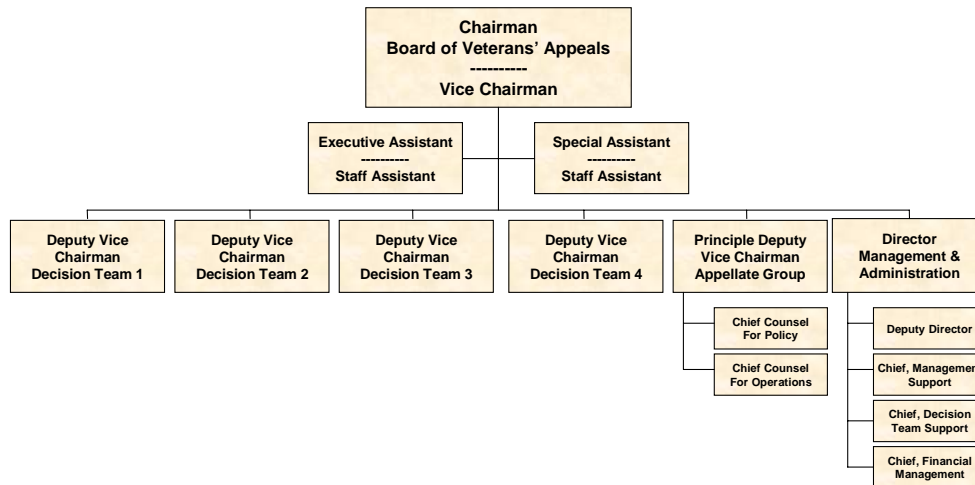 Chairman
Board of Veterans’ Appeals
----------
Vice Chairman
Executive Assistant
----------
Staff Assistant
Special Assistant
----------
Staff Assistant
Deputy Vice
Chairman
Decision Team 1
Deputy Vice
Chairman
Decision Team 2
Deputy Vice
Chairman
Decision Team 3
Deputy Vice
Chairman
Decision Team 4
Principle Deputy
Vice Chairman
Appellate Group
Director
Management &
Administration
Chief Counsel
For Policy
Chief Counsel
For Operations
Deputy Director
Chief, Management
Support
Chief, Decision
Team Support
Chief, Financial
Management